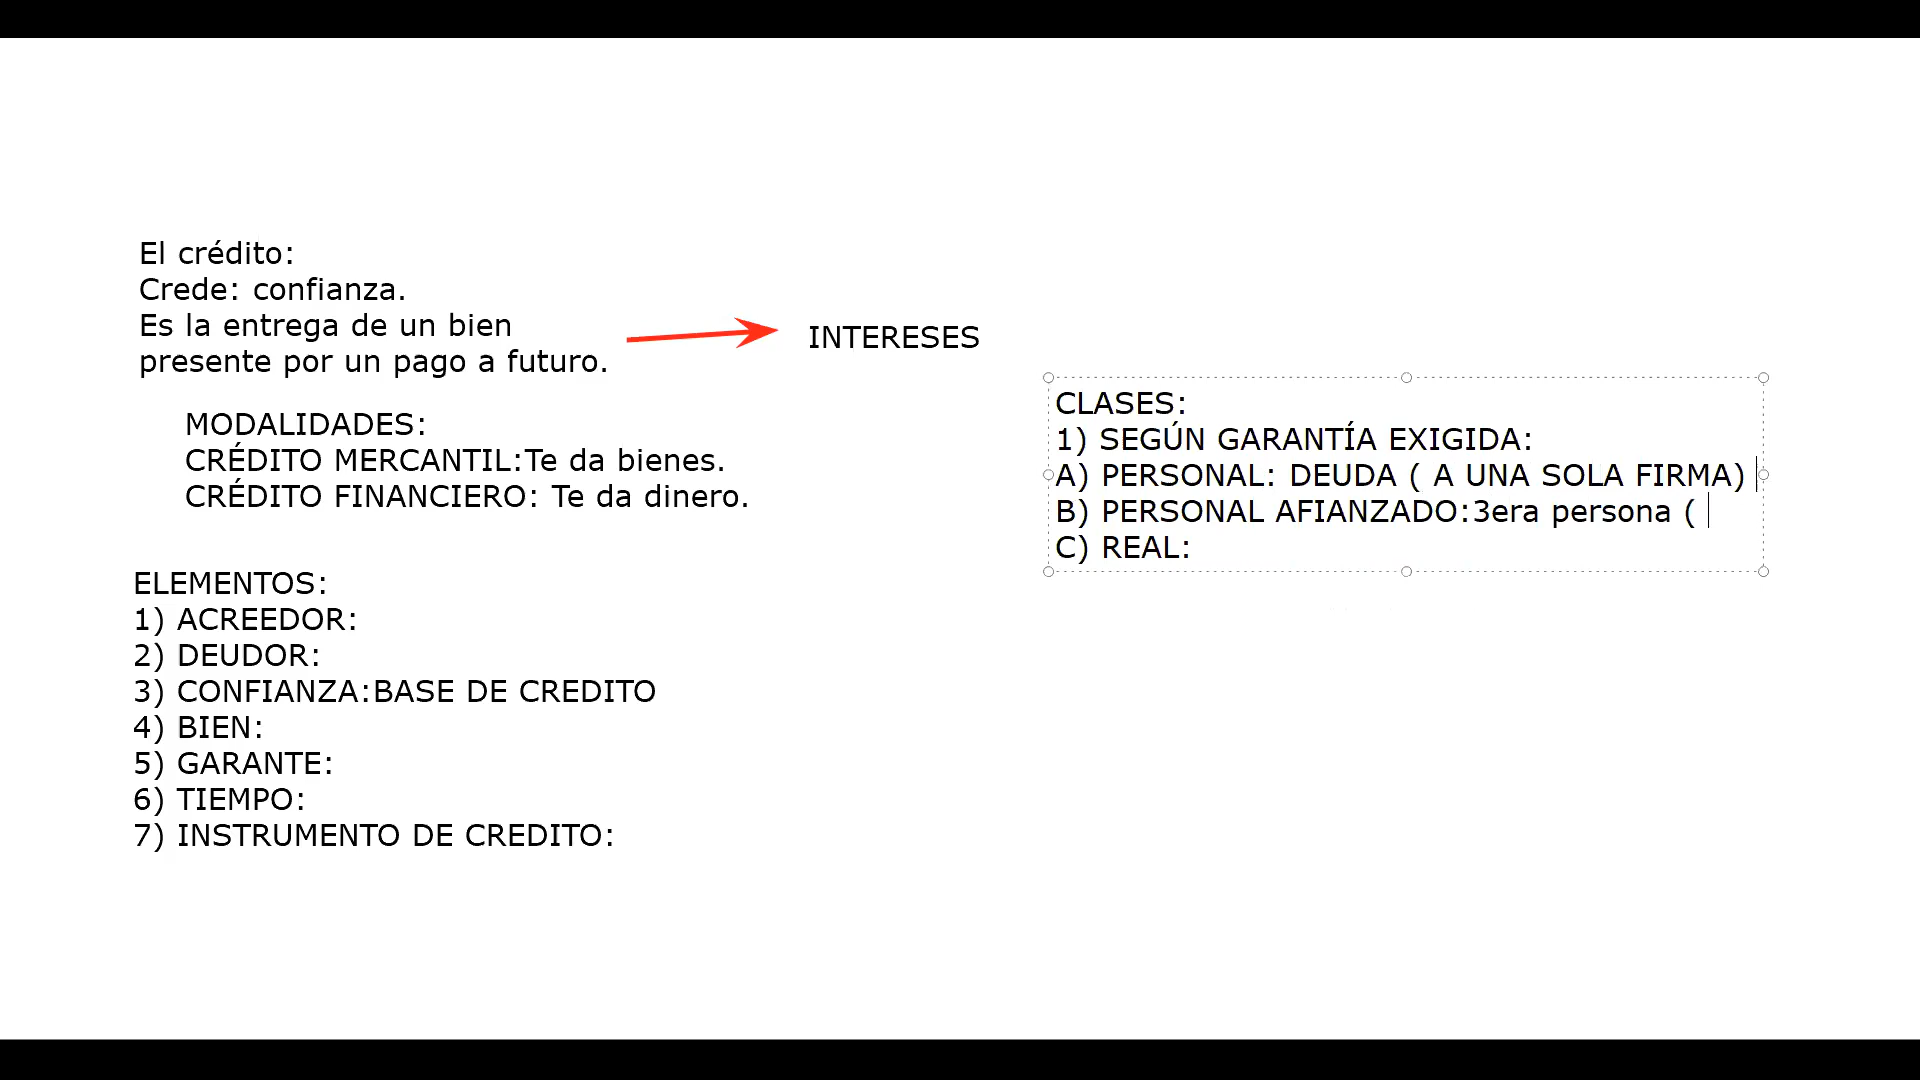 El crédito:
Crede: confianza.
Es la entrega de un bien
presente por un pago a futuro.
INTERESES
MODALIDADES:
CRÉDITO MERCANTIL:Te da bienes.
CRÉDITO FINANCIERO: Te da dinero.
ELEMENTOS:
1) ACREEDOR:
2) DEUDOR:
3) CONFIANZA:BASE DE CREDITO
4) BIEN:
5) GARANTE:
6) TIEMPO:
7) INSTRUMENTO DE CREDITO:
CLASES:
1) SEGÚN GARANTÍA EXIGIDA:
A) PERSONAL: DEUDA ( A UNA SOLA FIRMA)
B) PERSONAL AFIANZADO:3era persona (
C) REAL: